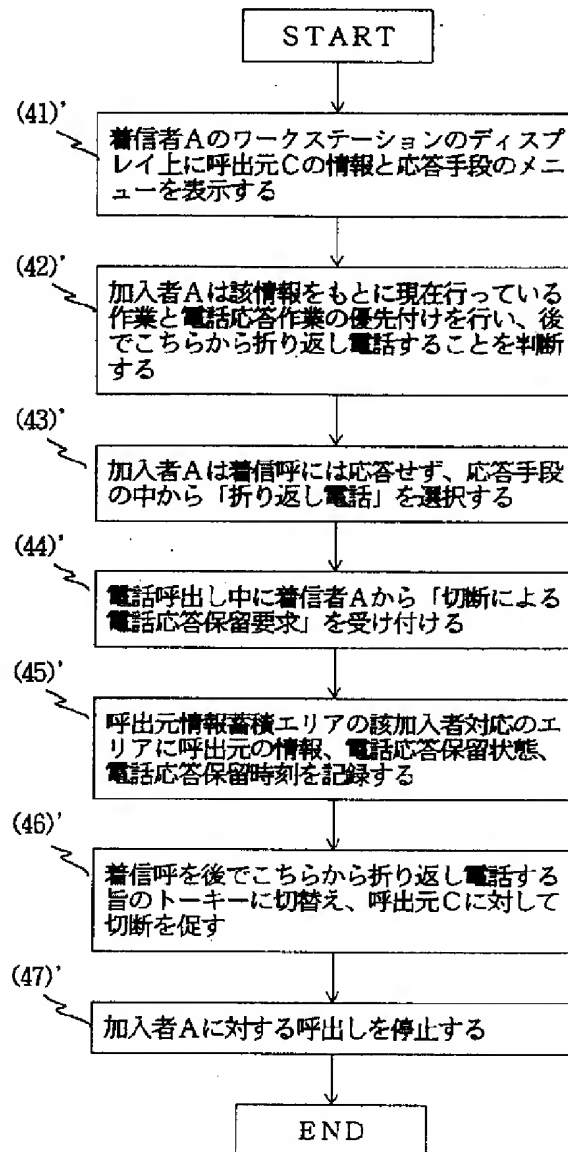 START
(41)'
着信者Aのワークステーションのディスプ
レイ上に呼出元Cの情報と応答手段のメニ
ューを表示する
(42)'
加入者Aは該情報をもとに現在行っている
作業と電話応答作業の優先付けを行い、後
でこちらから折り返し電話することを判断
する
(43)'
加入者Aは着信呼には応答せず、応答手段
の中から「折り返し電話」を選択する
(44)'
電話呼出し中に着信者Aから「切断による
電話応答保留要求」を受け付ける
(45)'
呼出元情報蓄積エリアの該加入者対応のエ
リアに呼出元の情報、電話応答保留状態、
電話応答保留時刻を記録する
(46)'
着信呼を後でこちらから折り返し電話する
旨のトーキーに切替え、呼出元Cに対して
切断を促す
(47)'
加入者Aに対する呼出しを停止する
END